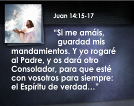 Juan 14:15-17
"Si me amáis,
guardad mis
mandamientos. Y yo rogaré
al Padre, y os dará otro
Consolador, para que esté
con vosotros para siempre:
el Espíritu de verdad..."